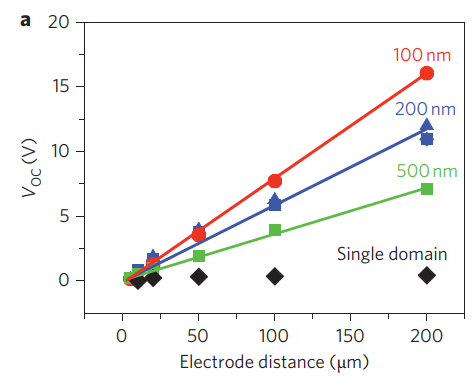 a
20
15
10
5
0
V_OC (V)
100 nm
200 nm
500 nm
Single domain
0
50
100
150
200
Electrode distance (μm)